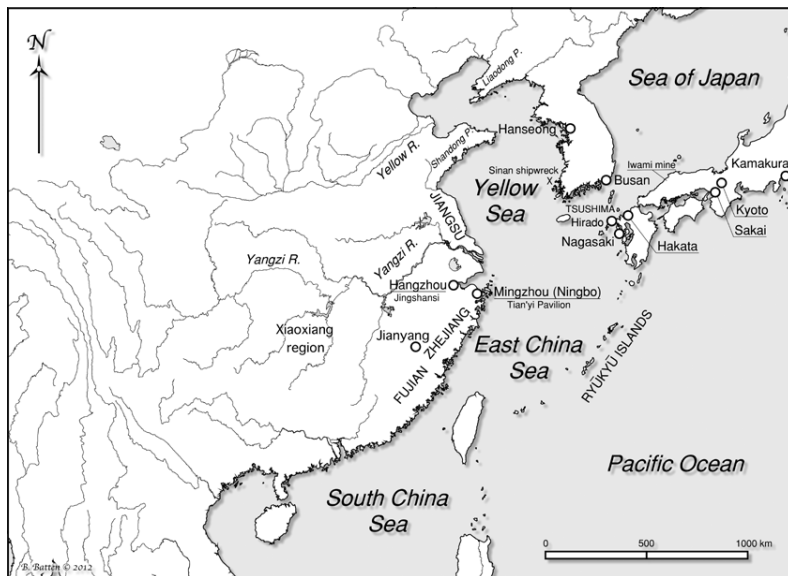 N
Liaodong P.
Sea of Japan
Hanseong
Yellow R.
Shandong P.
Iwami mine
Kamakura
Sinan shipwreck
X
Busan
Yellow
Sea
JIANGSU
TSUSHIMA
Hirado
Kyoto
Sakai
Nagasaki
Hakata
Yangzi R.
Yangzi R.
Hangzhou
Jingshansi
Mingzhou (Ningbo)
Tian'yi Pavilion
Xiaoxiang
region
Jianyang
ZHEJIANG
FUJIAN
East China
Sea
RYŪKYŪ ISLANDS
Pacific Ocean
South China
Sea
0 500 1000 km
B. Batten © 2012